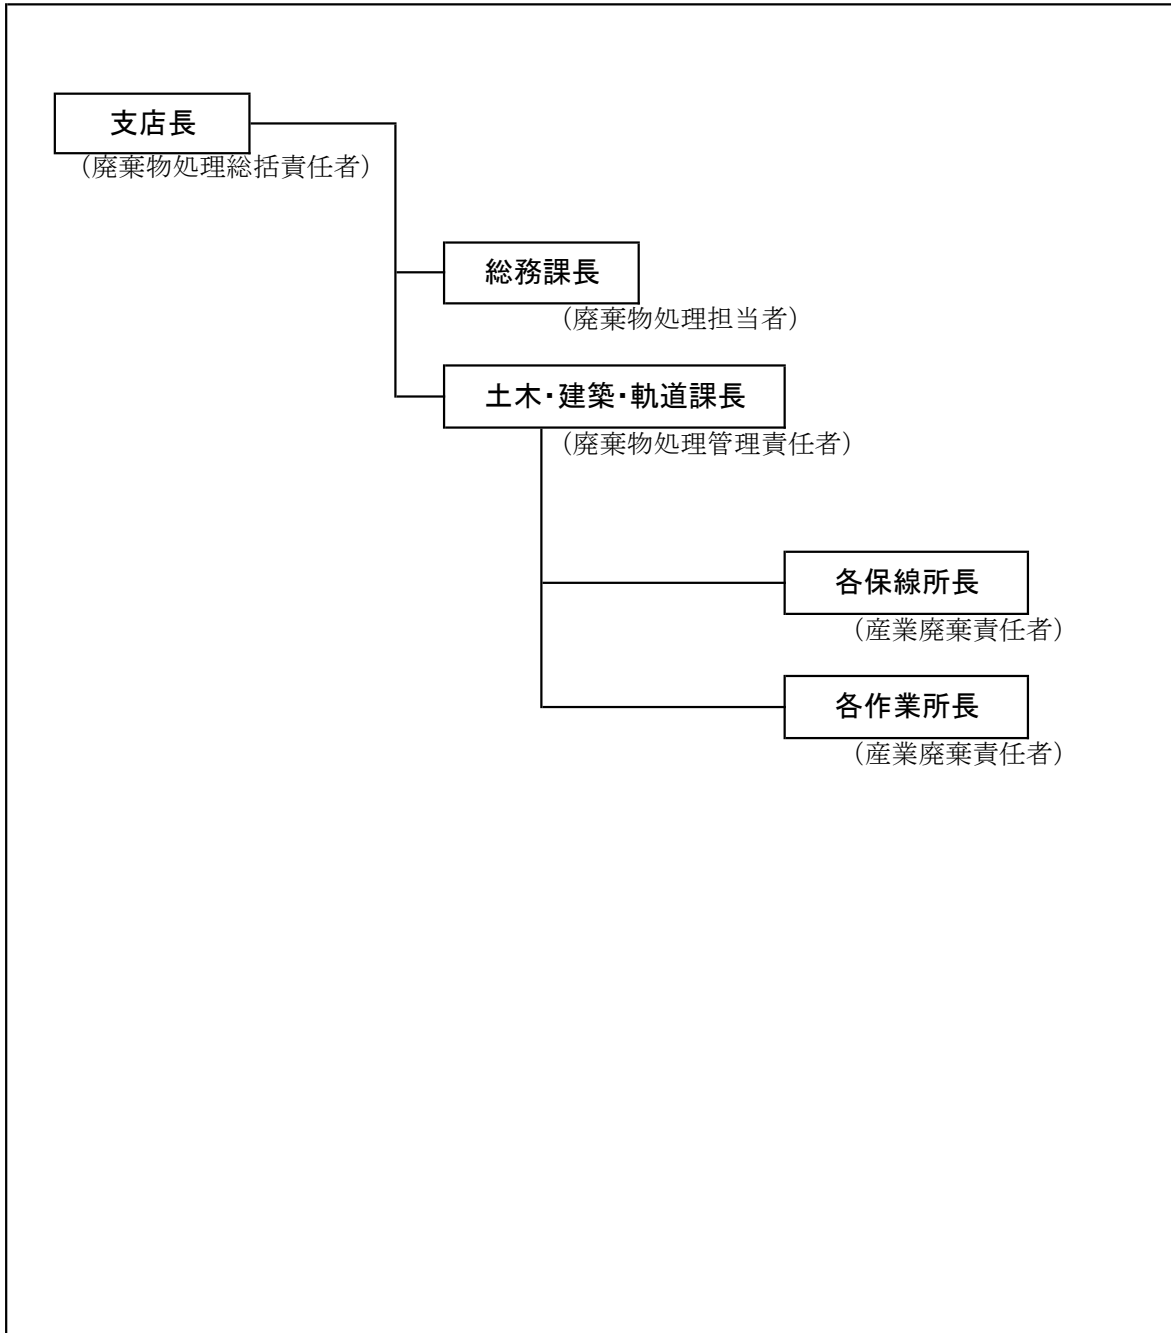 支店長
（廃棄物処理総括責任者）
総務課長
（廃棄物処理担当者）
土木・建築・軌道課長
（廃棄物処理管理責任者）
各保線所長
（産業廃棄責任者）
各作業所長
（産業廃棄責任者）